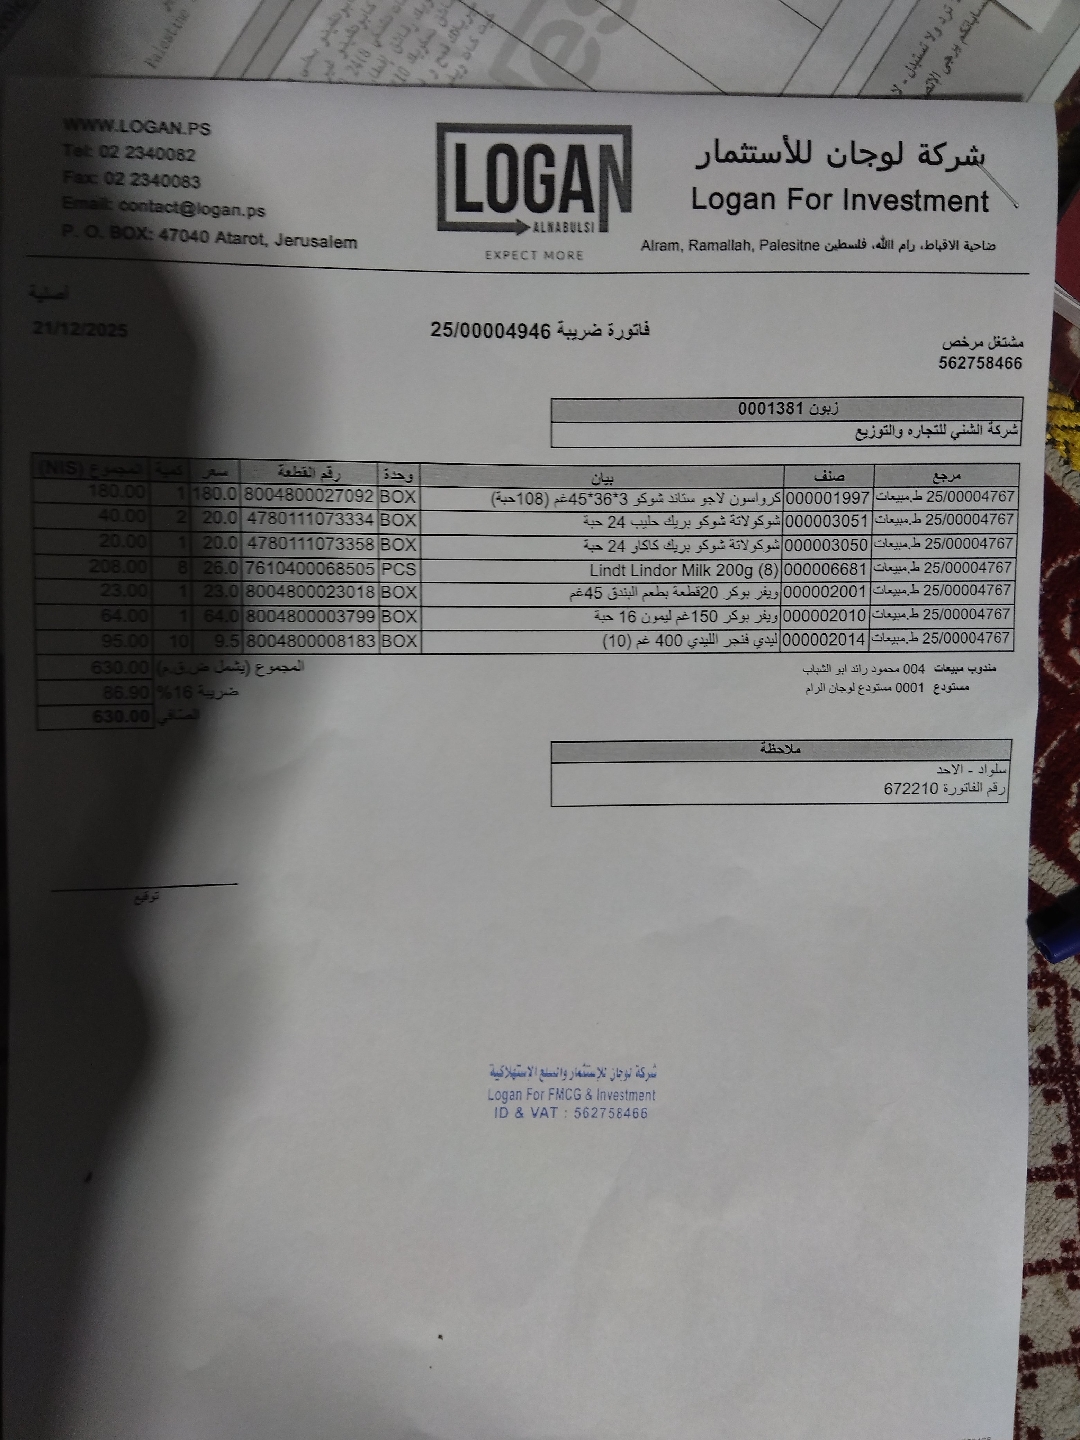 WWW.LOGAN.PS
Tel: 02 2340082
Fax: 02 2340083
Email: contact@logan.ps
P. O. BOX: 47040 Atarot, Jerusalem
LOGAN
ALNABULSI
EXPECT MORE
شركة لوجان للأستثمار
Logan For Investment
Alram, Ramallah, Palesitne ضاحية الاقباط، رام الله، فلسطين
أصلية
21/12/2025
فاتورة ضريبة 25/00004946
مشتغل مرخص
562758466
زبون 0001381
شركة الشني للتجاره والتوزيع
مرجع صنف بيان وحدة رقم القطعة سعر كمية المجموع (NIS)
ط.مبيعات 25/00004767 000001997 كرواسون لاجو ستاند شوكو 3*36*45غم (108حبة) BOX 8004800027092 180.0 1 180.00
ط.مبيعات 25/00004767 000003051 شوكولاتة شوكو بريك حليب 24 حبة BOX 4780111073334 20.0 2 40.00
ط.مبيعات 25/00004767 000003050 شوكولاتة شوكو بريك كاكار 24 حبة BOX 4780111073358 20.0 1 20.00
ط.مبيعات 25/00004767 000006681 Lindt Lindor Milk 200g (8) PCS 7610400068505 26.0 8 208.00
ط.مبيعات 25/00004767 000002001 ويفر بوكر 20قطعة بطعم البندق 45غم BOX 8004800023018 23.0 1 23.00
ط.مبيعات 25/00004767 000002010 ويفر بوكر 150غم ليمون 16 حبة BOX 8004800003799 64.0 1 64.00
ط.مبيعات 25/00004767 000002014 ليدي فنجر الليدي 400 غم (10) BOX 8004800008183 9.5 10 95.00
المجموع (يشمل ض.ق.م) 630.00
ضريبة 16% 86.90
الصافي 630.00
مندوب مبيعات 004 محمود رائد ابو الشباب
مستودع 0001 مستودع لوجان الرام
ملاحظة
سلواد - الاحد
رقم الفاتورة 672210
توقيع
شركة لوجان للإستثمار والسلع الإستهلاكية
Logan For FMCG & Investment
ID & VAT : 562758466